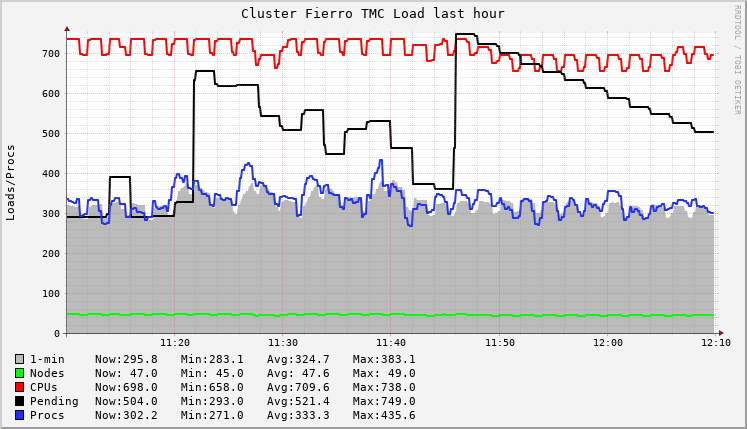 Cluster Fierro TMC Load last hour
RRDTOOL / TOBI OETIKER
Loads/Procs
700
600
500
400
300
200
100
0
11:20 11:30 11:40 11:50 12:00 12:10
1-min Now:295.8 Min:283.1 Avg:324.7 Max:383.1
Nodes Now: 47.0 Min: 45.0 Avg: 47.6 Max: 49.0
CPUs Now:698.0 Min:658.0 Avg:709.6 Max:738.0
Pending Now:504.0 Min:293.0 Avg:521.4 Max:749.0
Procs Now:302.2 Min:271.0 Avg:333.3 Max:435.6